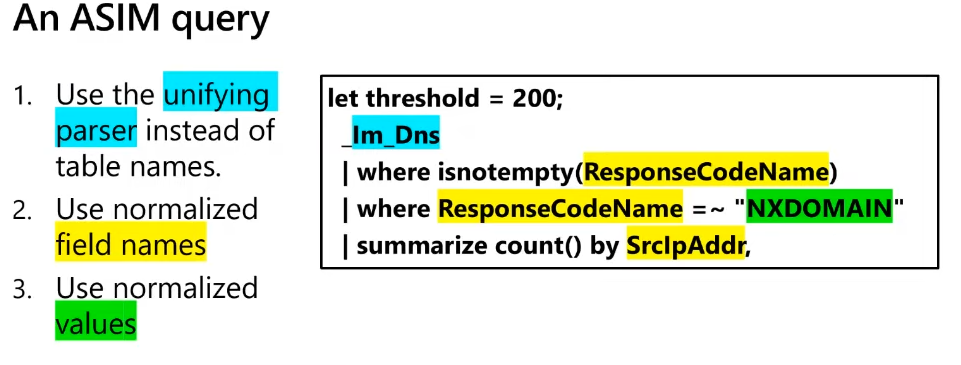 An ASIM query
1. Use the unifying
parser instead of
table names.
2. Use normalized
field names
3. Use normalized
values
let threshold = 200;
_Im_Dns
| where isnotempty(ResponseCodeName)
| where ResponseCodeName =~ "NXDOMAIN"
| summarize count() by SrcIpAddr,